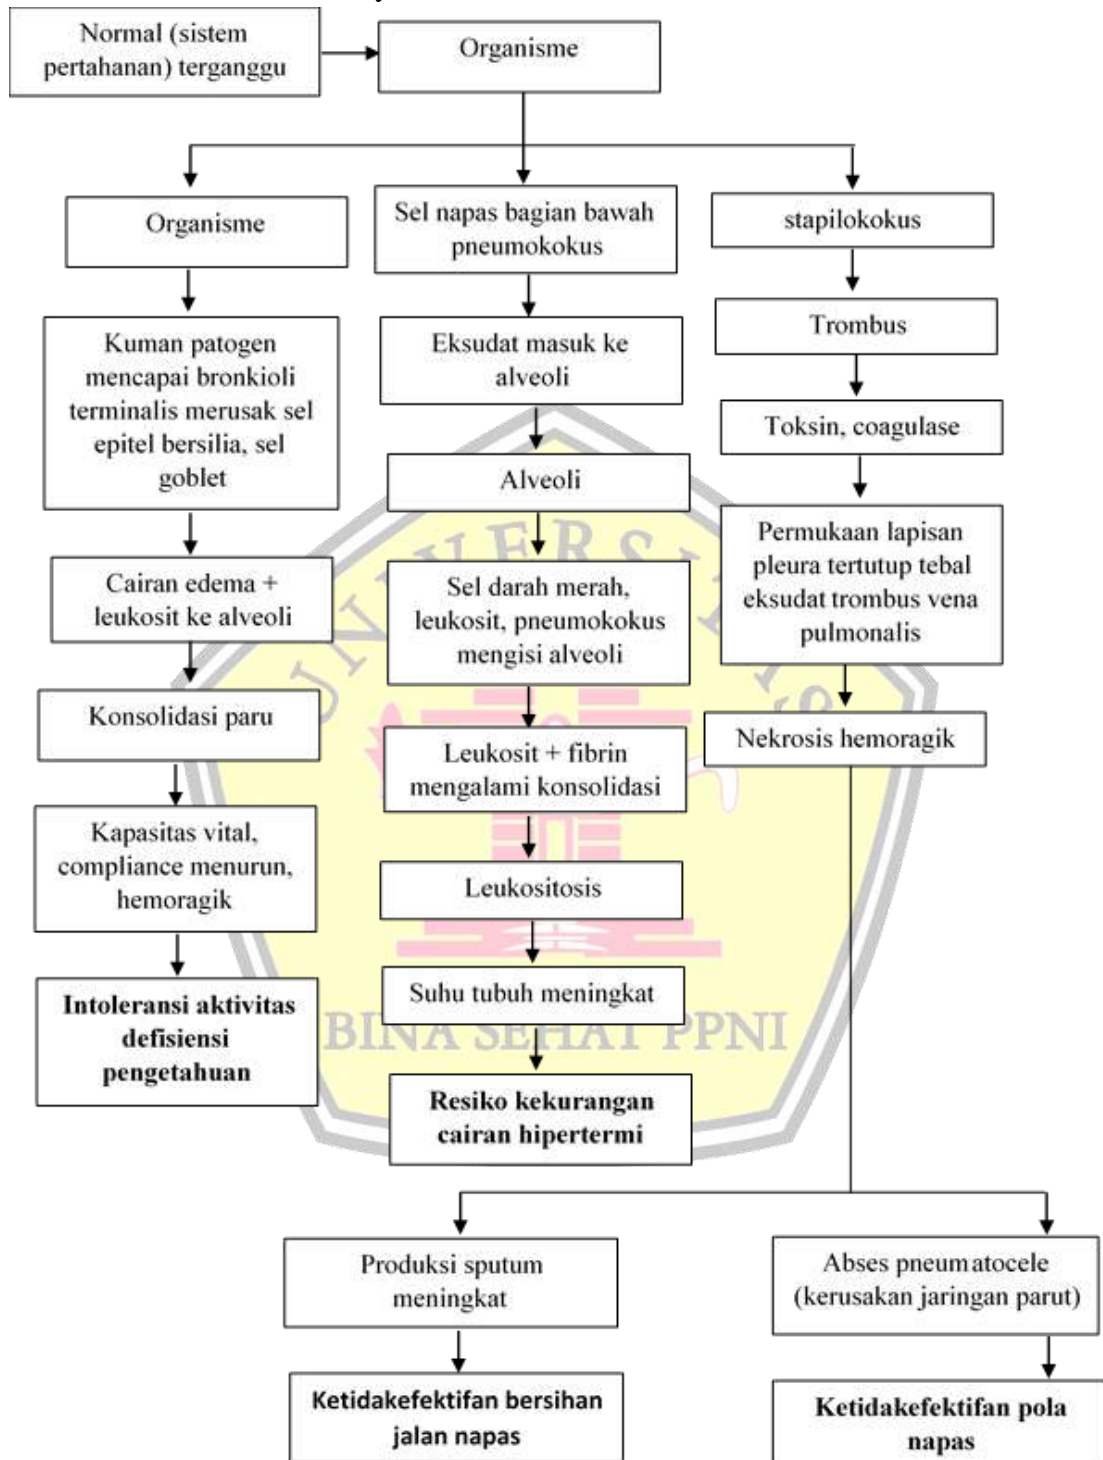 Normal (sistem
pertahanan) terganggu
Organisme
Organisme
Sel napas bagian bawah
pneumokokus
stapilokokus
Kuman patogen
mencapai bronkioli
terminalis merusak sel
epitel bersilia, sel
goblet
Eksudat masuk ke
alveoli
Trombus
Toksin, coagulase
Alveoli
Cairan edema +
leukosit ke alveoli
Sel darah merah,
leukosit, pneumokokus
mengisi alveoli
Permukaan lapisan
pleura tertutup tebal
eksudat trombus vena
pulmonalis
Konsolidasi paru
Leukosit + fibrin
mengalami konsolidasi
Nekrosis hemoragik
Kapasitas vital,
compliance menurun,
hemoragik
Leukositosis
Intoleransi aktivitas
defisiensi
pengetahuan
Suhu tubuh meningkat
Resiko kekurangan
cairan hipertermi
Produksi sputum
meningkat
Abses pneumatocele
(kerusakan jaringan parut)
Ketidakefektifan bersihan
jalan napas
Ketidakefektifan pola
napas
UNIVERSITAS
BINA SEHAT PPNI